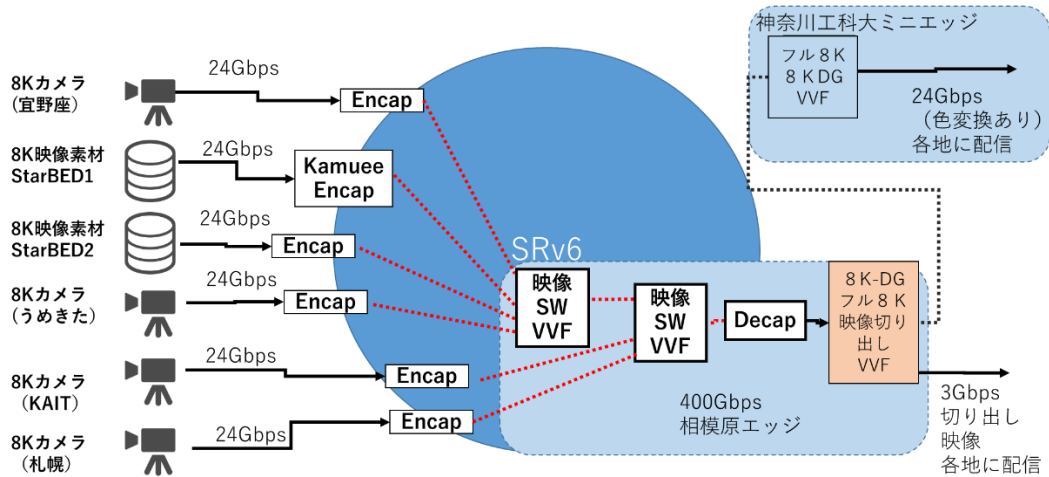 8Kカメラ
(宜野座)
24Gbps
Encap
8K映像素材
StarBED1
24Gbps
Kamuee
Encap
8K映像素材
StarBED2
24Gbps
Encap
8Kカメラ
(うめきた)
24Gbps
Encap
8Kカメラ
(KAIT)
24Gbps
Encap
8Kカメラ
(札幌)
24Gbps
Encap
SRv6
映像
SW
VVF
映像
SW
VVF
Decap
8K-DG
フル8K
映像切り
出し
VVF
400Gbps
相模原エッジ
3Gbps
切り出し
映像
各地に配信
神奈川工科大ミニエッジ
フル8K
8KDG
VVF
24Gbps
(色変換あり)
各地に配信